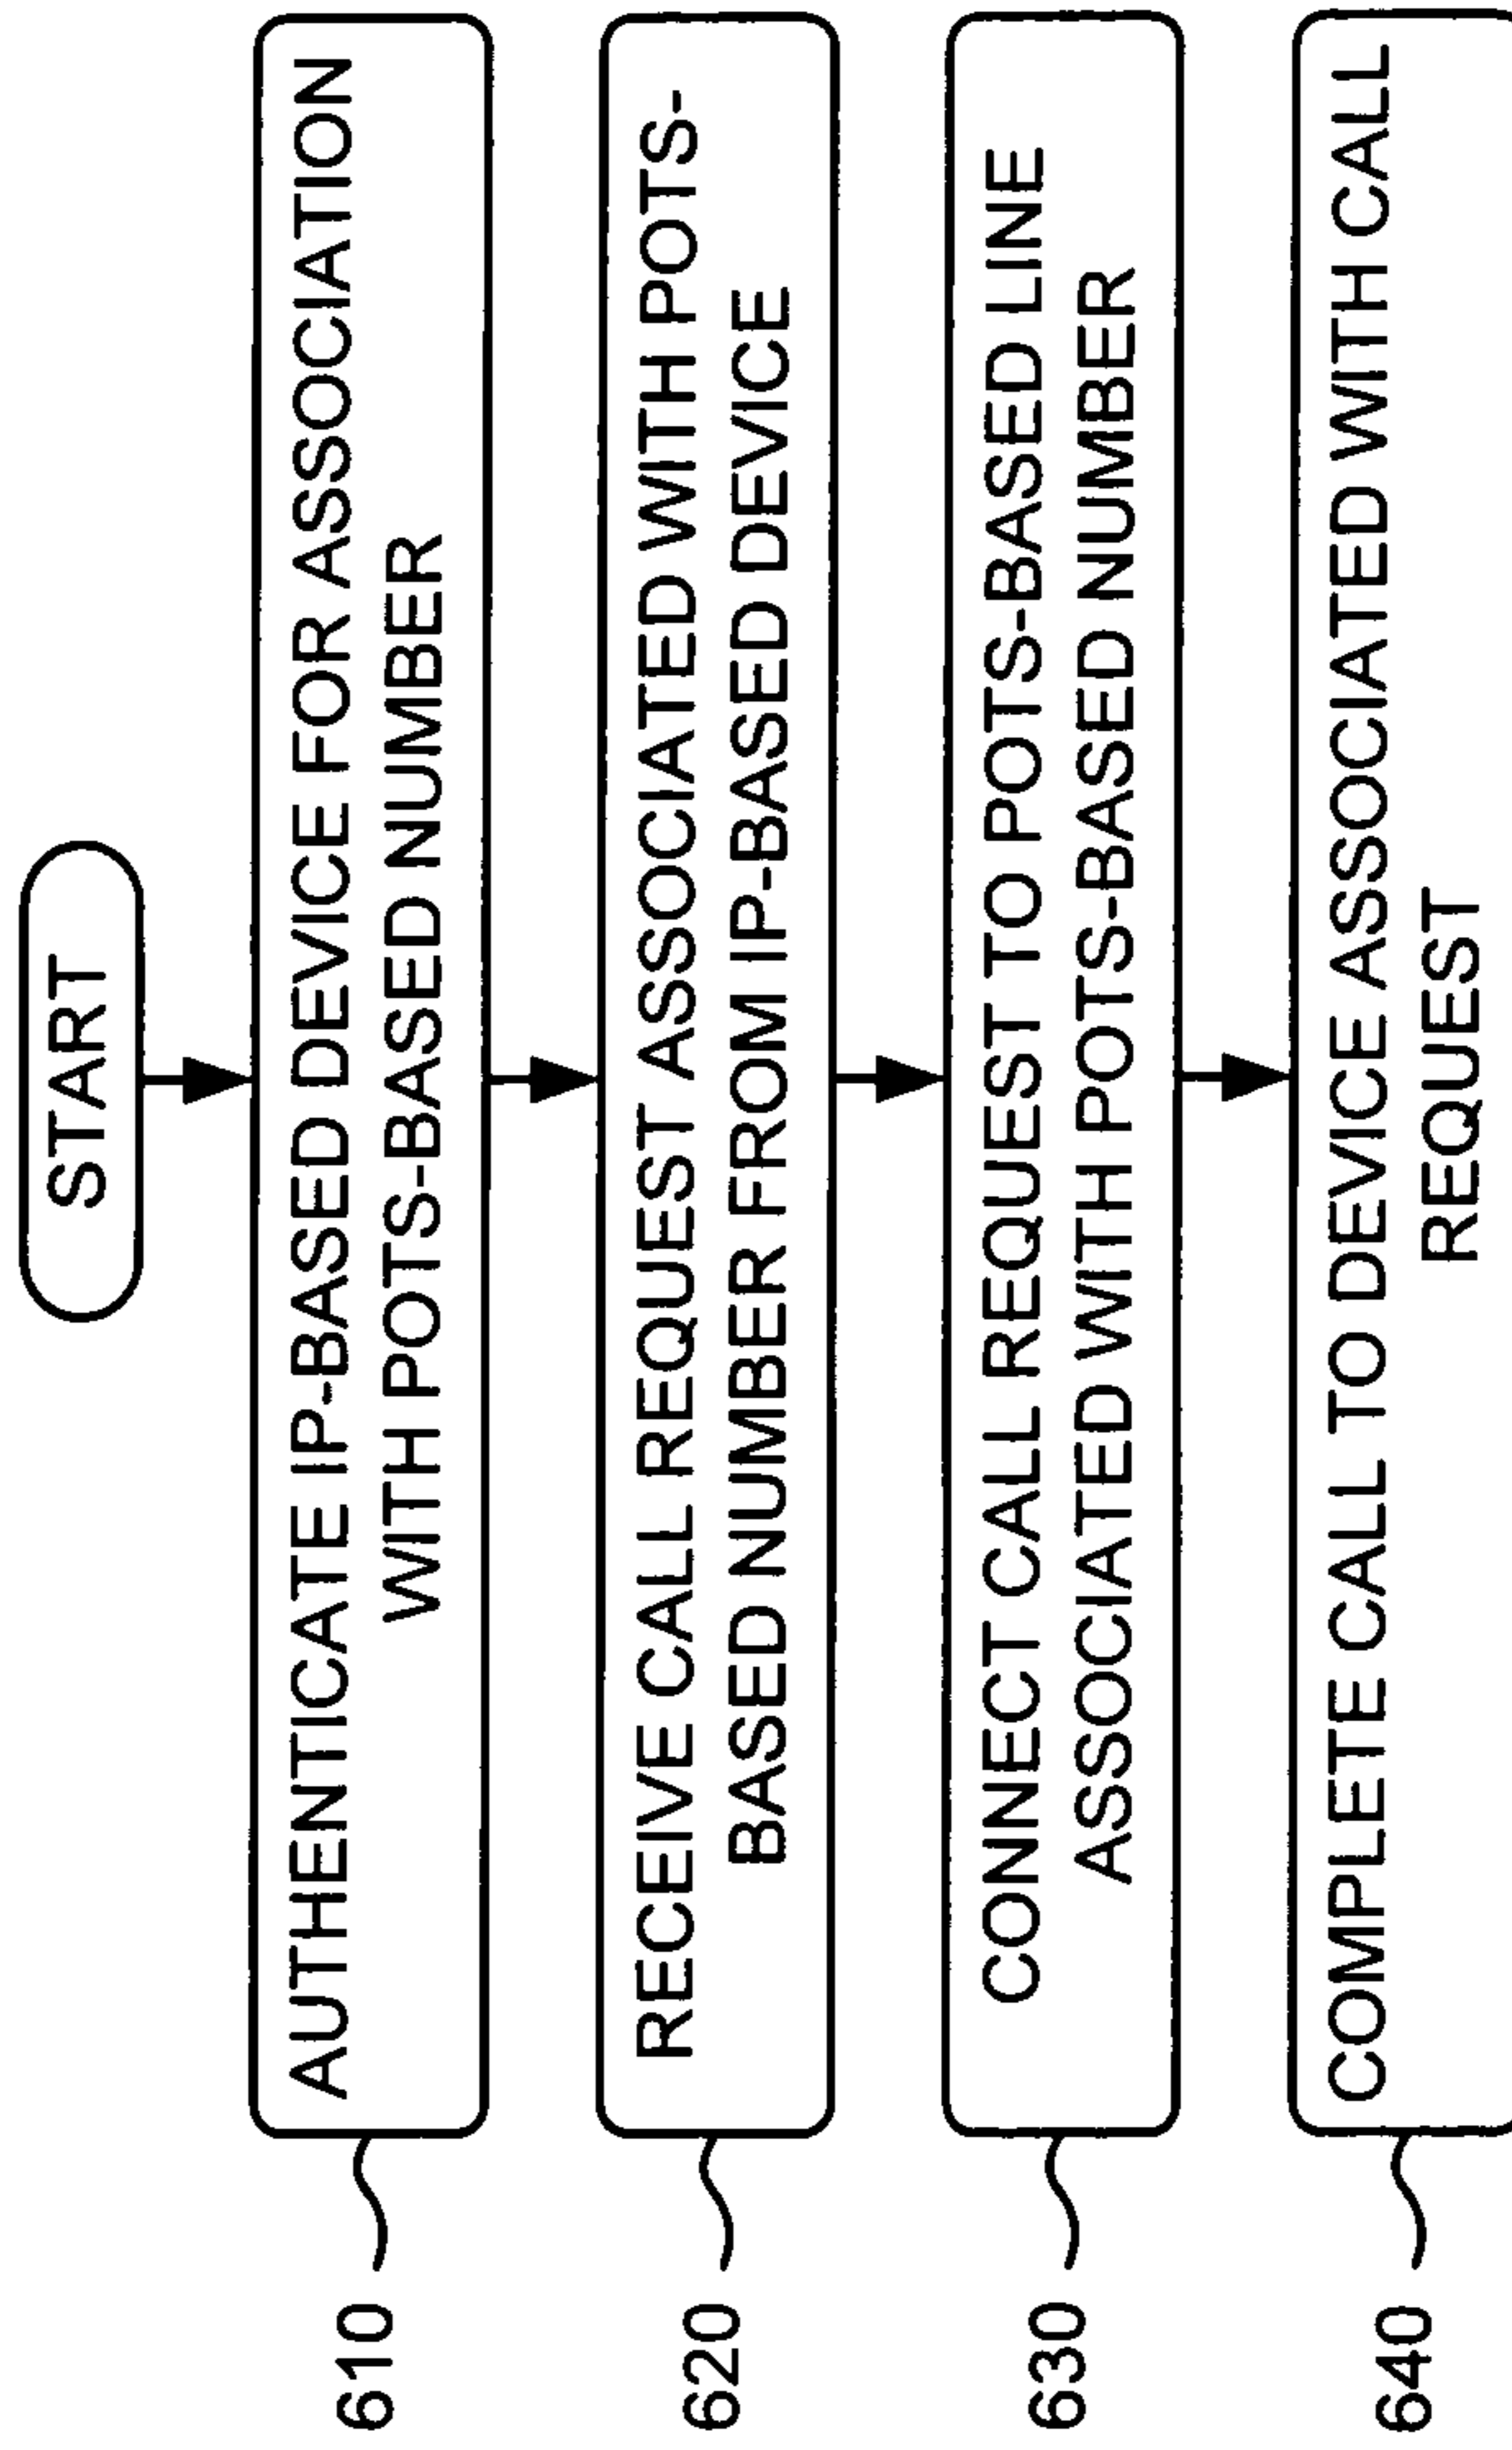 START
610
AUTHENTICATE IP-BASED DEVICE FOR ASSOCIATION
WITH POTS-BASED NUMBER
620
RECEIVE CALL REQUEST ASSOCIATED WITH POTS-
BASED NUMBER FROM IP-BASED DEVICE
630
CONNECT CALL REQUEST TO POTS-BASED LINE
ASSOCIATED WITH POTS-BASED NUMBER
640
COMPLETE CALL TO DEVICE ASSOCIATED WITH CALL
REQUEST